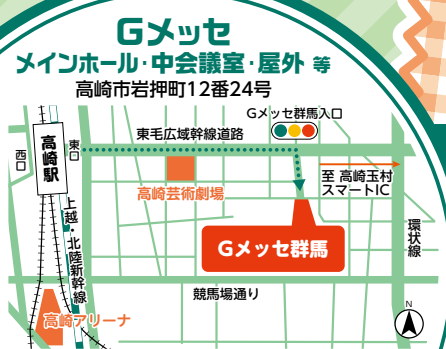 Gメッセ
メインホール・中会議室・屋外 等
高崎市岩押町12番24号
Gメッセ群馬入口
東毛広域幹線道路
西口
高崎駅
東口
高崎芸術劇場
至 高崎玉村
スマートIC
上越・北陸新幹線
Gメッセ群馬
環状線
競馬場通り
高崎アリーナ
N